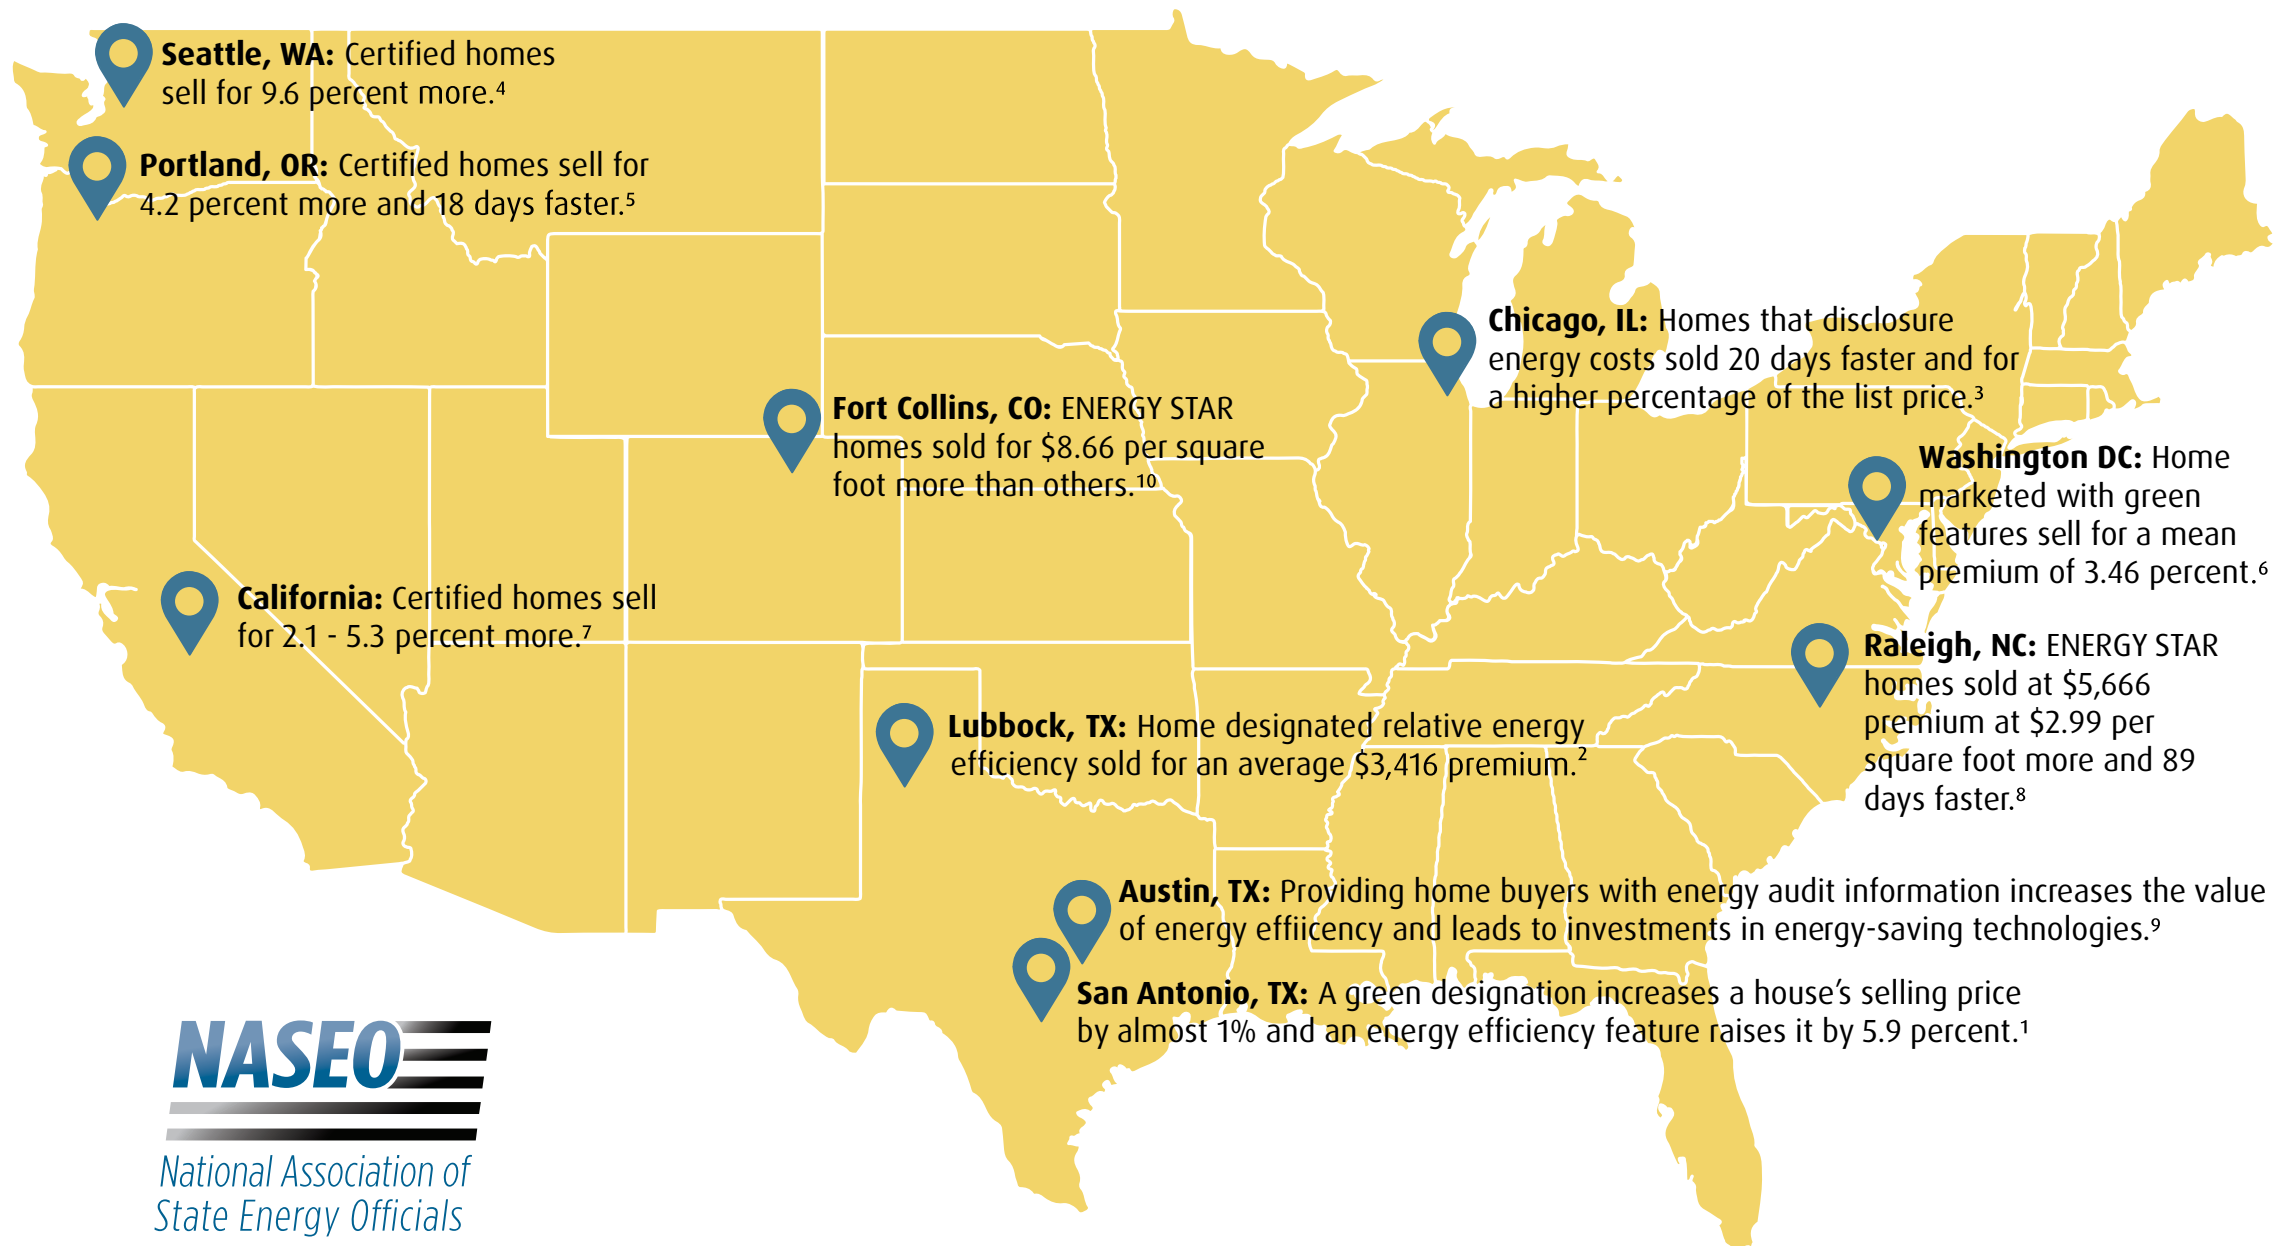 Seattle, WA: Certified homes
sell for 9.6 percent more.⁴
Portland, OR: Certified homes sell for
4.2 percent more and 18 days faster.⁵
Chicago, IL: Homes that disclosure
energy costs sold 20 days faster and for
a higher percentage of the list price.³
Fort Collins, CO: ENERGY STAR
homes sold for $8.66 per square
foot more than others.¹⁰
Washington DC: Home
marketed with green
features sell for a mean
premium of 3.46 percent.⁶
California: Certified homes sell
for 2.1 - 5.3 percent more.⁷
Raleigh, NC: ENERGY STAR
homes sold at $5,666
premium at $2.99 per
square foot more and 89
days faster.⁸
Lubbock, TX: Home designated relative energy
efficiency sold for an average $3,416 premium.²
Austin, TX: Providing home buyers with energy audit information increases the value
of energy effiicency and leads to investments in energy-saving technologies.⁹
San Antonio, TX: A green designation increases a house’s selling price
by almost 1% and an energy efficiency feature raises it by 5.9 percent.¹
NASEO
National Association of
State Energy Officials